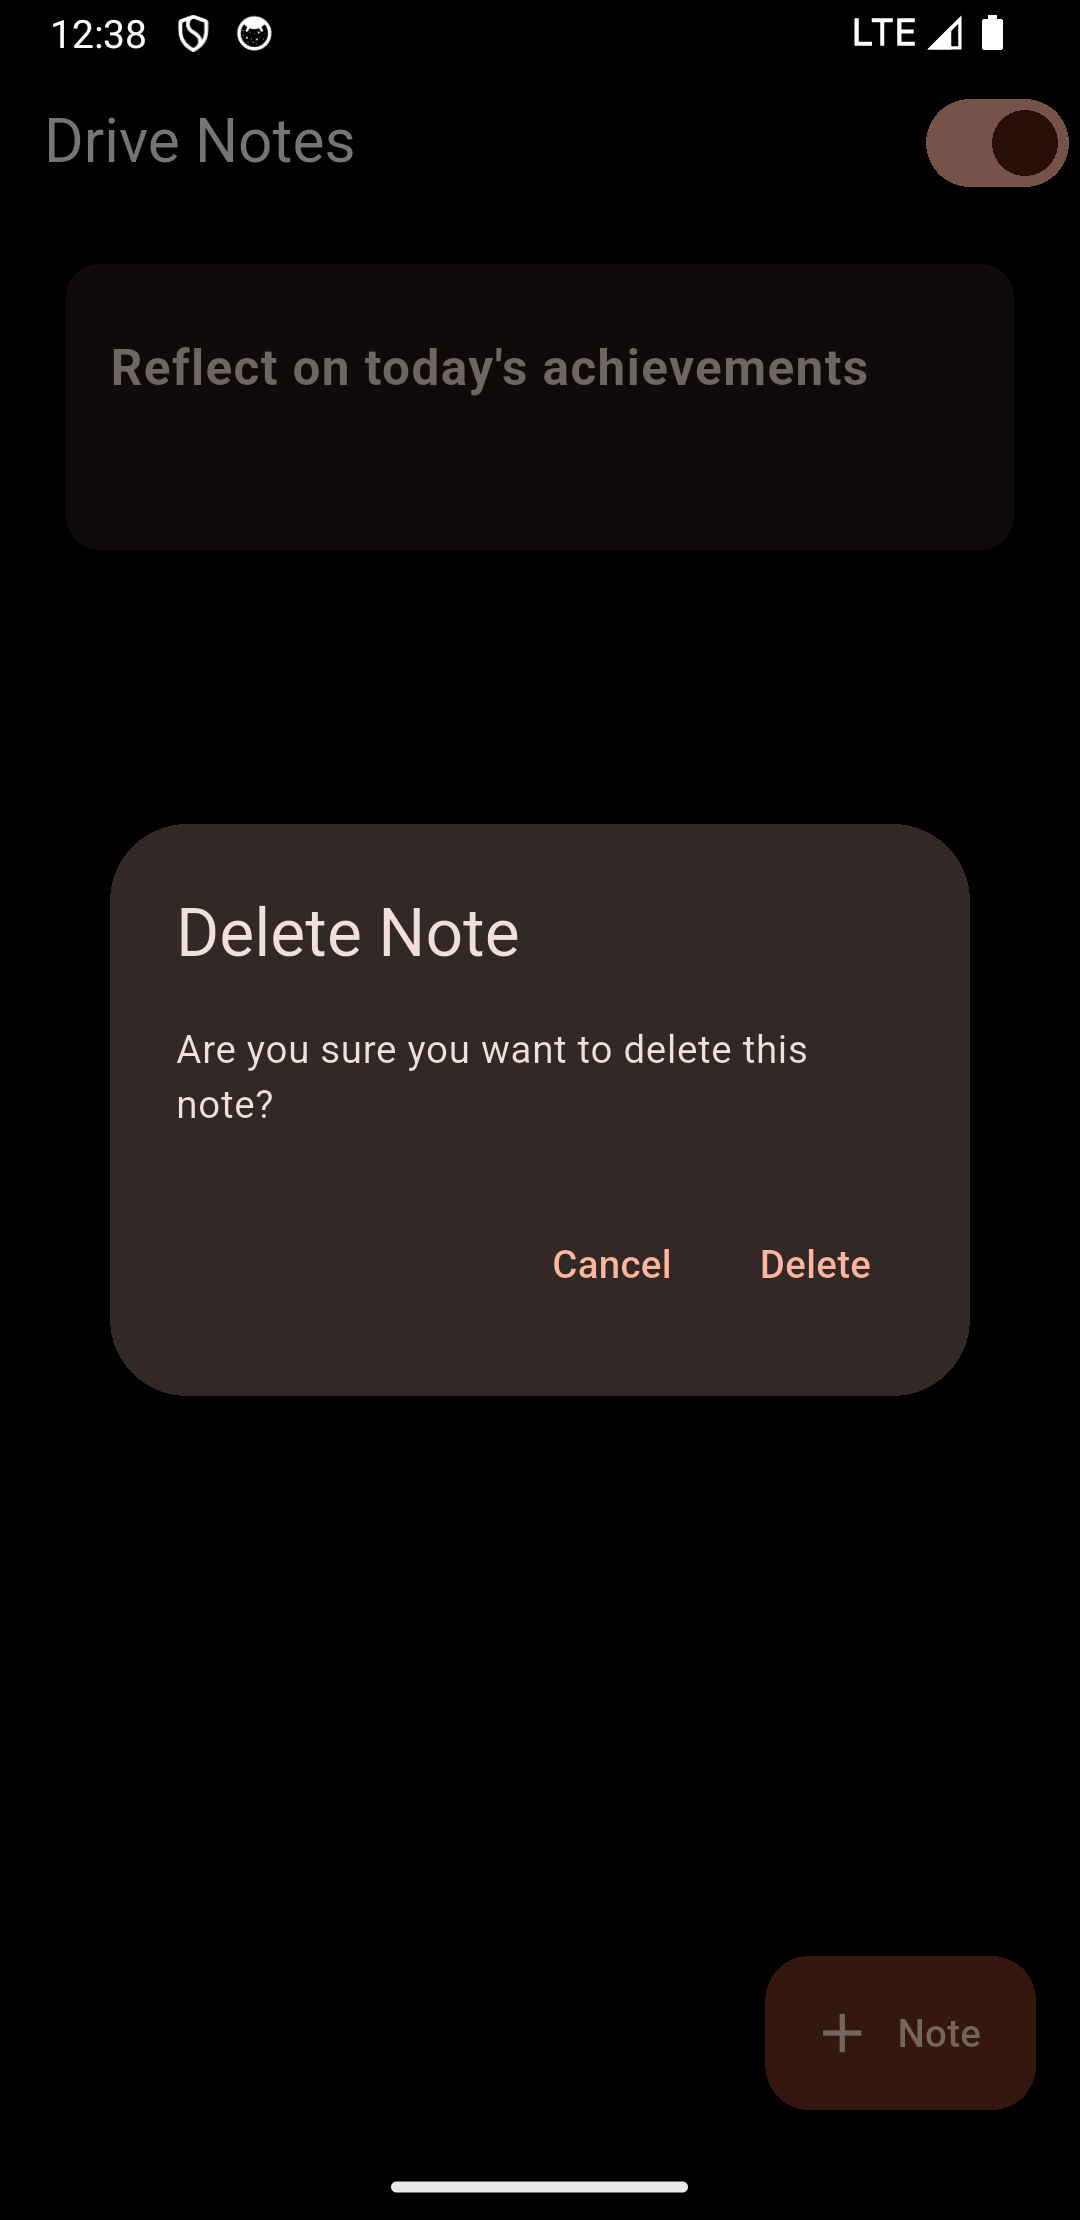 12:38
LTE
Drive Notes
Reflect on today's achievements
Delete Note
Are you sure you want to delete this
note?
Cancel
Delete
Note